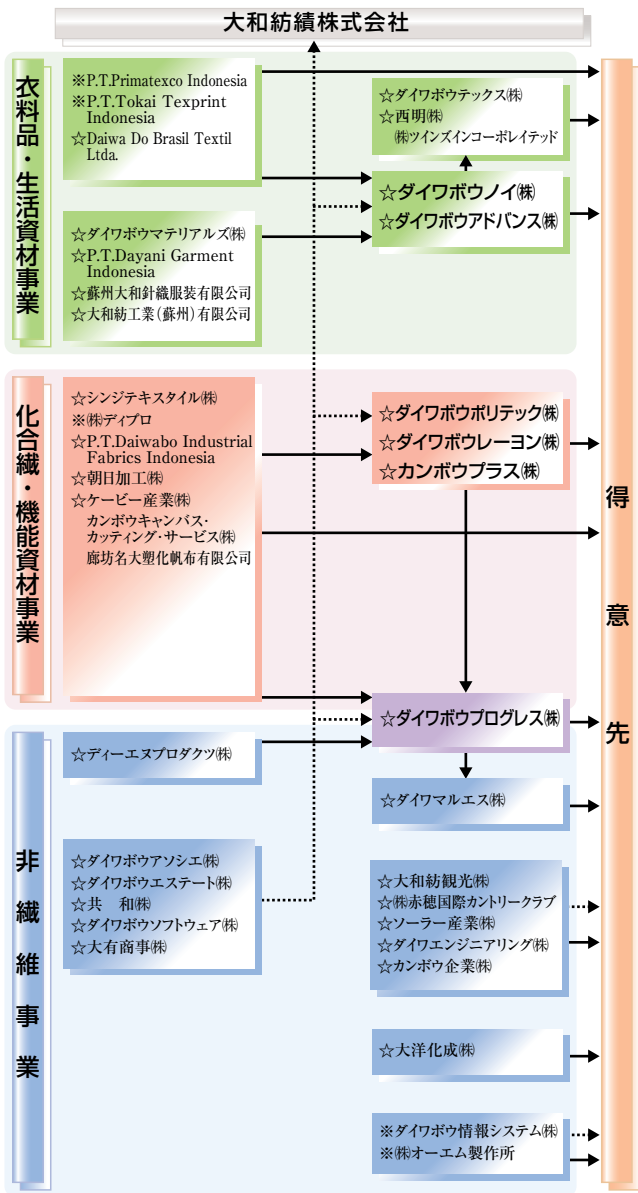 大和紡績株式会社
衣料品・生活資材事業
※P.T.Primatexco Indonesia
※P.T.Tokai Texprint
Indonesia
☆Daiwa Do Brasil Textil
Ltda.
☆ダイワボウテックス㈱
☆西明㈱
㈱ツインズインコーポレイテッド
☆ダイワボウノイ㈱
☆ダイワボウアドバンス㈱
☆ダイワボウマテリアルズ㈱
☆P.T.Dayani Garment
Indonesia
☆蘇州大和針織服装有限公司
☆大和紡工業(蘇州)有限公司
化合繊・機能資材事業
☆シンジテキスタイル㈱
※㈱ディプロ
☆P.T.Daiwabo Industrial
Fabrics Indonesia
☆朝日加工㈱
☆ケービー産業㈱
カンボウキャンバス・
カッティング・サービス㈱
廊坊名大塑化帆布有限公司
☆ダイワボウポリテック㈱
☆ダイワボウレーヨン㈱
☆カンボウプラス㈱
☆ダイワボウプログレス㈱
非繊維事業
☆ディーエヌプロダクツ㈱
☆ダイワマルエス㈱
☆ダイワボウアソシエ㈱
☆ダイワボウエステート㈱
☆共　和㈱
☆ダイワボウソフトウェア㈱
☆大有商事㈱
☆大和紡観光㈱
☆㈱赤穂国際カントリークラブ
☆ソーラー産業㈱
☆ダイワエンジニアリング㈱
☆カンボウ企業㈱
☆大洋化成㈱
※ダイワボウ情報システム㈱
※㈱オーエム製作所
得意先